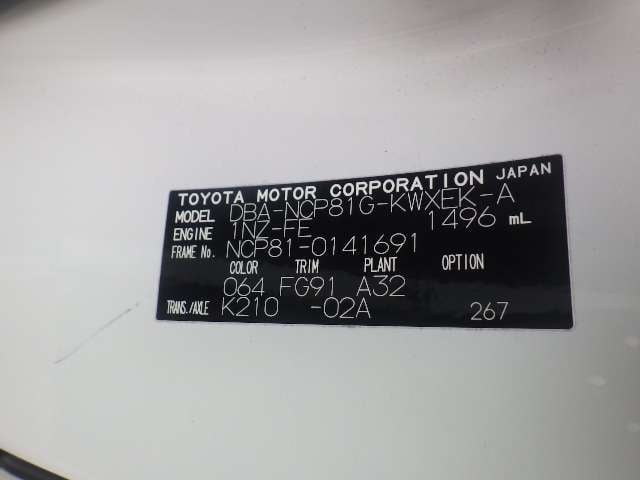 TOYOTA MOTOR CORPORATION JAPAN
MODEL DBA-NCP81G-KWXEK-A
ENGINE 1NZ-FE 1496 mL
FRAME No. NCP81-0141691
COLOR TRIM PLANT OPTION
064 FG91 A32
TRANS./AXLE K210 -02A 267